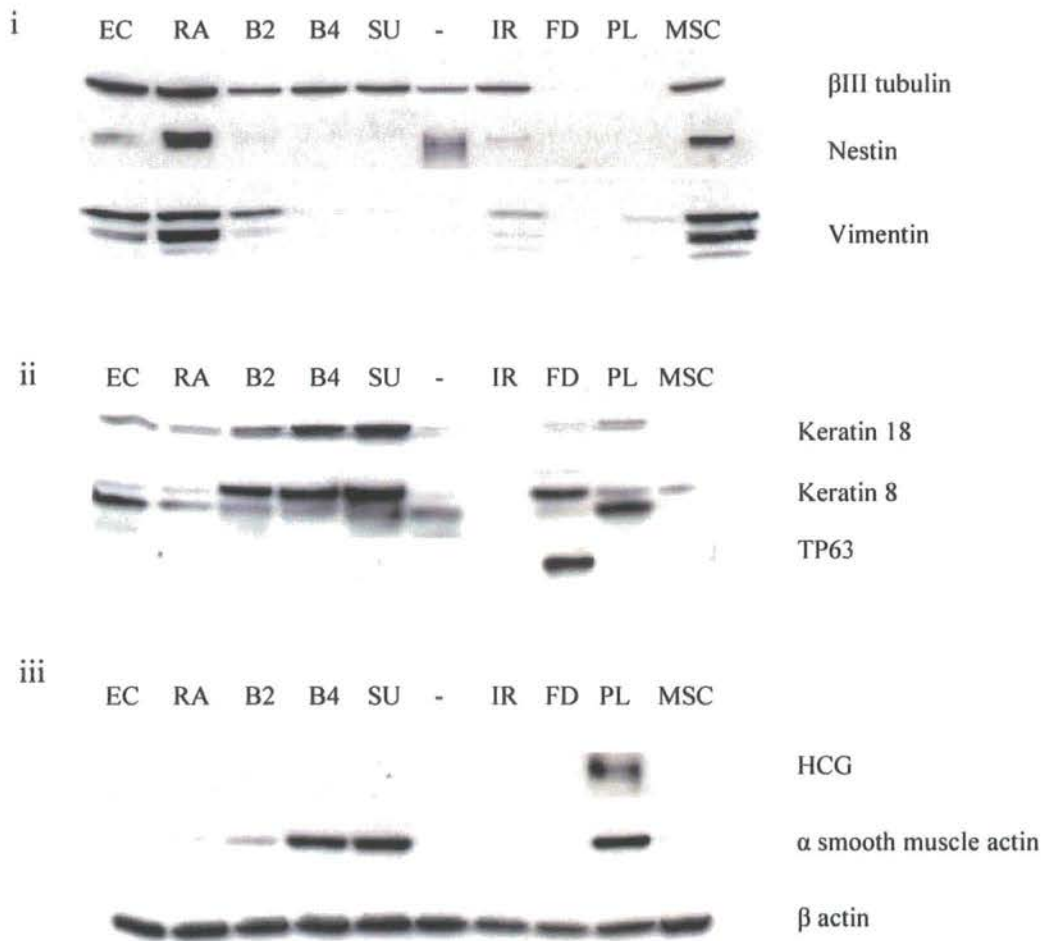 i
EC RA B2 B4 SU - IR FD PL MSC
βIII tubulin
Nestin
Vimentin
ii
EC RA B2 B4 SU - IR FD PL MSC
Keratin 18
Keratin 8
TP63
iii
EC RA B2 B4 SU - IR FD PL MSC
HCG
α smooth muscle actin
β actin